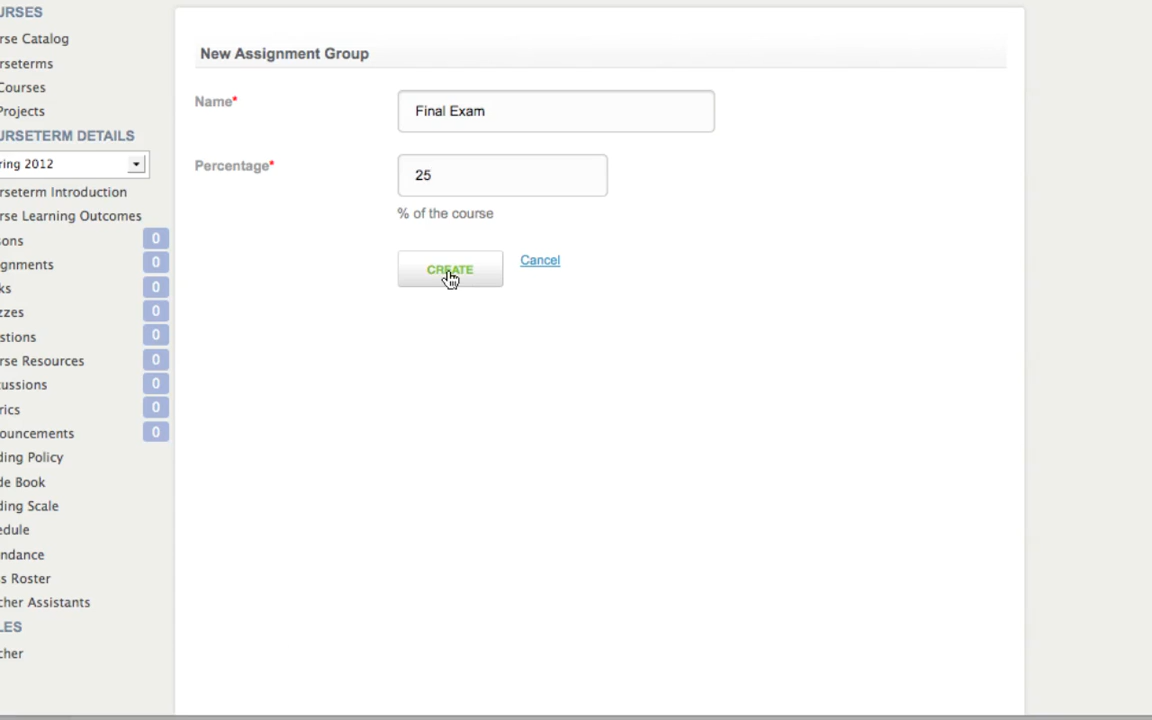 URSES
rse Catalog
rseterms
Courses
Projects
URSETERM DETAILS
ring 2012
rseterm Introduction
rse Learning Outcomes
sons 0
gnments 0
ks 0
zzes 0
stions 0
rse Resources 0
cussions 0
rics 0
ouncements 0
ding Policy
de Book
ding Scale
edule
ndance
s Roster
cher Assistants
LES
cher
New Assignment Group
Name*
Final Exam
Percentage*
25
% of the course
CREATE
Cancel